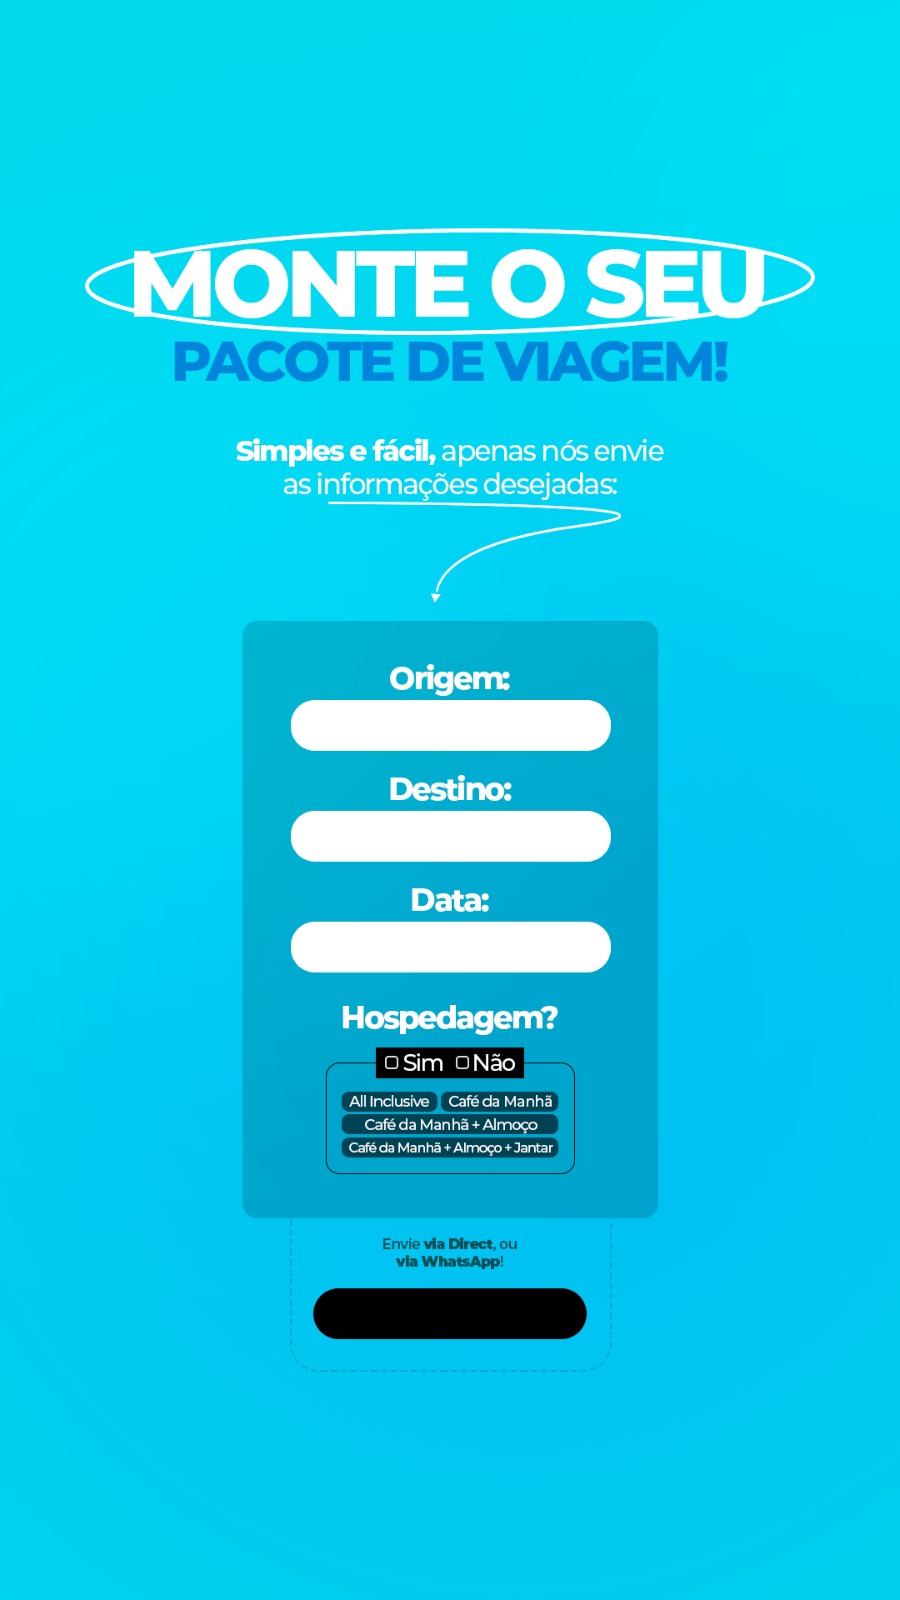 MONTE O SEU
PACOTE DE VIAGEM!
Simples e fácil, apenas nós envie
as informações desejadas:
Origem:
Destino:
Data:
Hospedagem?
Sim Não
All Inclusive Café da Manhã
Café da Manhã + Almoço
Café da Manhã + Almoço + Jantar
Envie via Direct, ou
via WhatsApp!